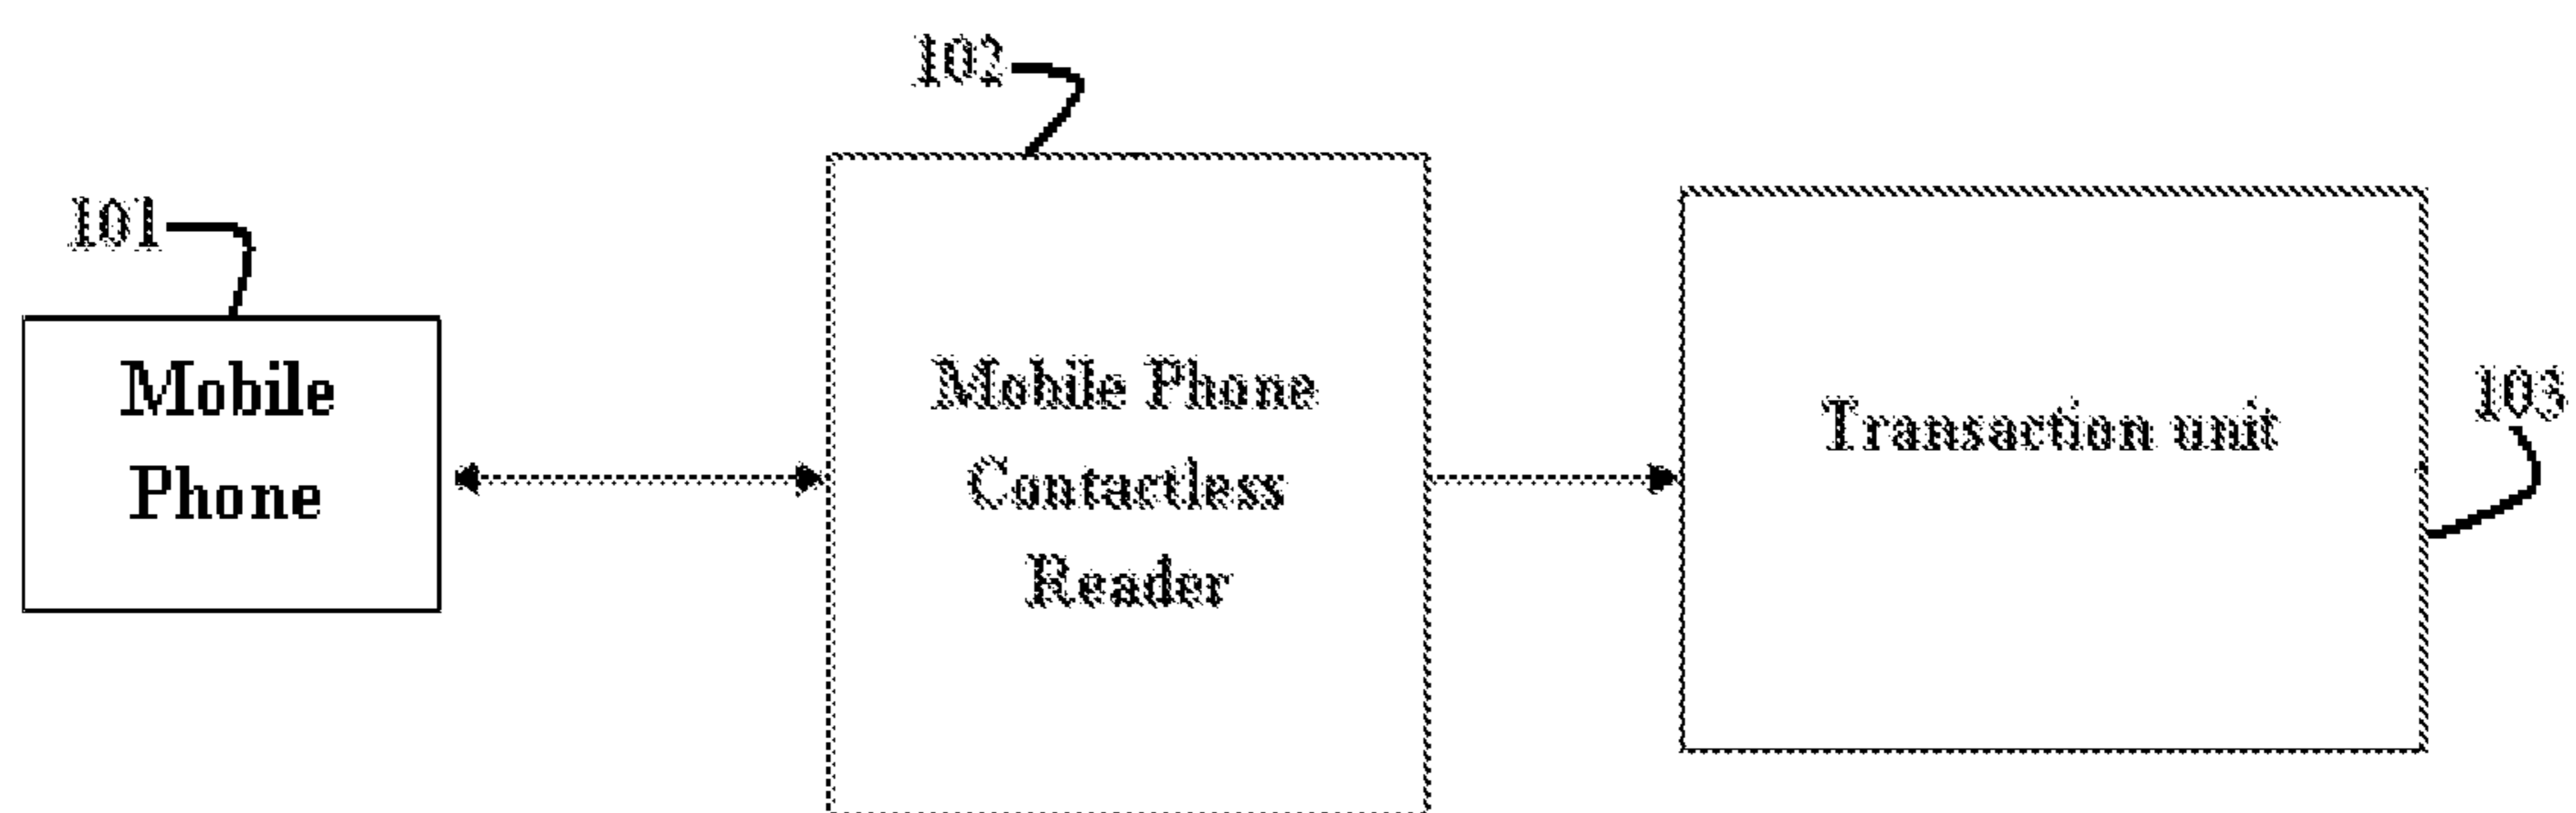 102
101
103
Mobile
Phone
Mobile Phone
Contactless
Reader
Transaction unit